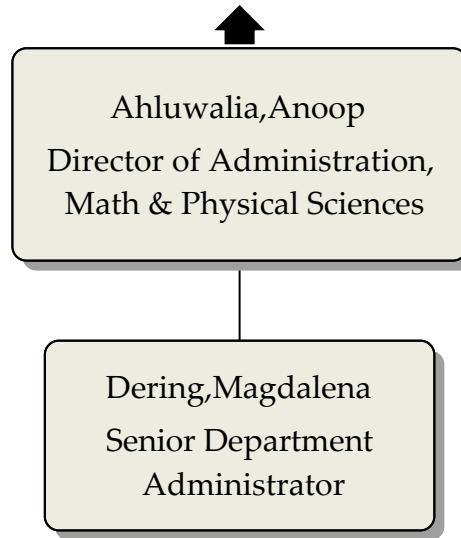 Ahluwalia,Anoop
Director of Administration,
Math & Physical Sciences
Dering,Magdalena
Senior Department
Administrator